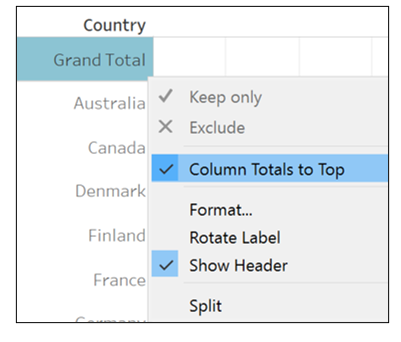 Country
Grand Total
Australia
Canada
Denmark
Finland
France
Germany
Keep only
Exclude
Column Totals to Top
Format...
Rotate Label
Show Header
Split